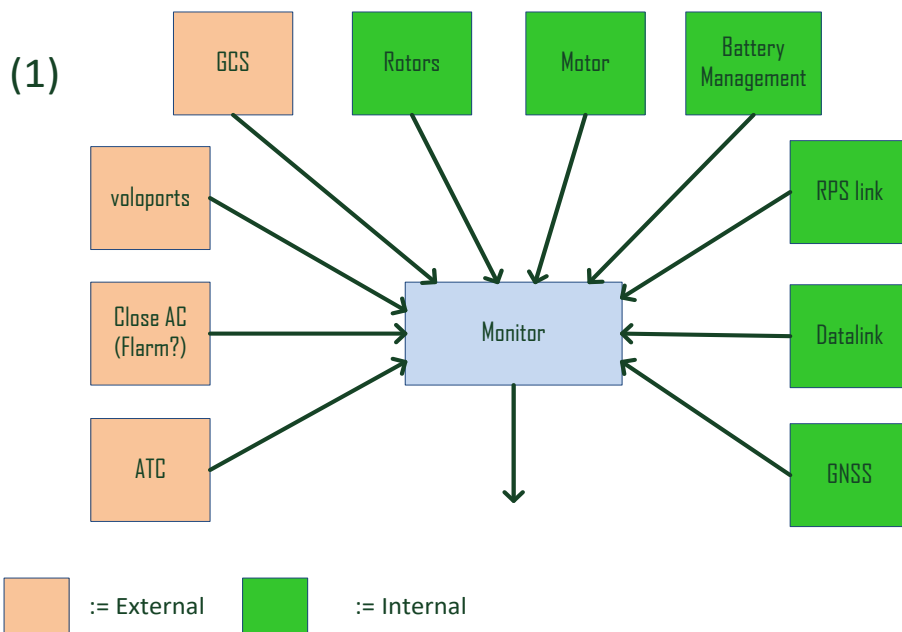 (1)
GCS
Rotors
Motor
Battery
Management
voloports
RPS link
Close AC
(Flarm?)
Monitor
Datalink
ATC
GNSS
:= External
:= Internal